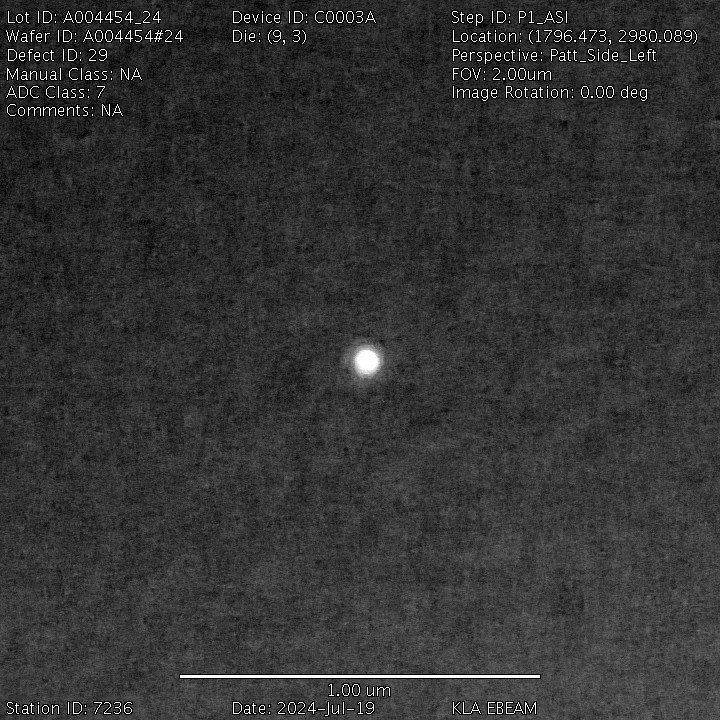 Lot ID: A004454_24
Device ID: C0003A
Step ID: P1_ASI
Wafer ID: A004454#24
Die: (9, 3)
Location: (1796.473, 2980.089)
Defect ID: 29
Perspective: Patt_Side_Left
Manual Class: NA
FOV: 2.00um
ADC Class: 7
Image Rotation: 0.00 deg
Comments: NA
1.00 um
Station ID: 7236
Date: 2024-Jul-19
KLA EBEAM